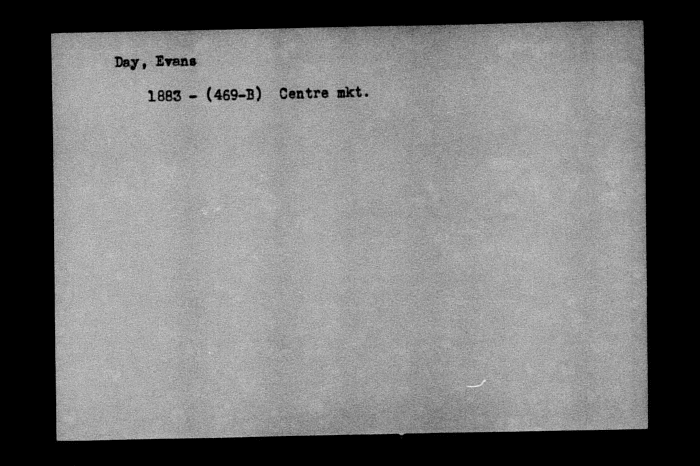 Day, Evans
1883 - (469-B) Centre mkt.